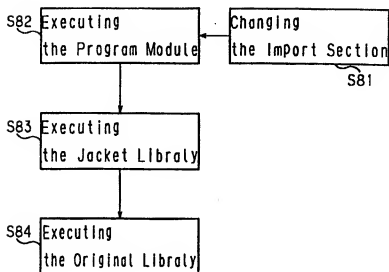 S82
Executing
the Program Module
Changing
the Import Section
S81
S83
Executing
the Jacket Libraly
S84
Executing
the Original Libraly